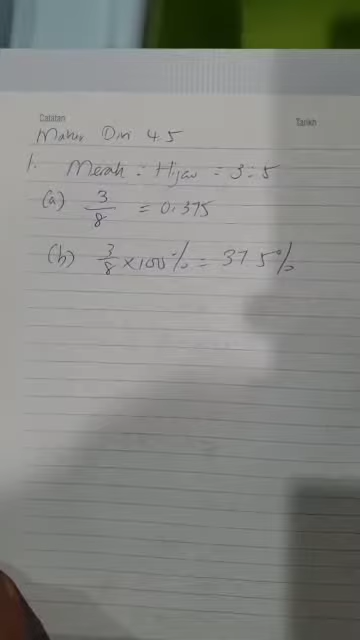 Catatan
Tarikh
Mahir Diri 4.5
1. Merah : Hijau = 3 : 5
(a) 3/8 = 0.375
(b) 3/8 × 100% = 37.5%